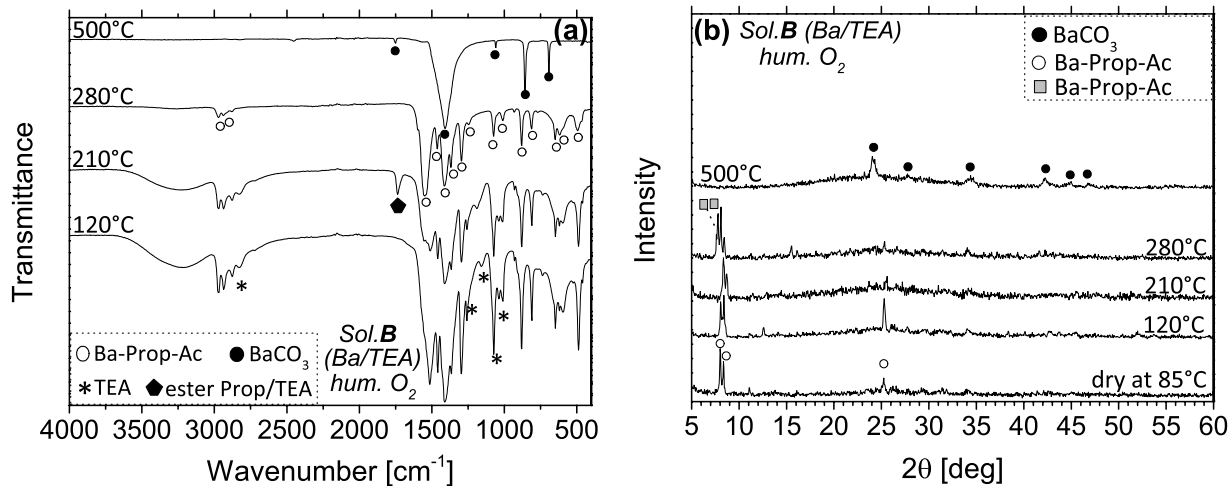 (a)
500°C
280°C
210°C
120°C
Sol.B
(Ba/TEA)
hum. O2
○ Ba-Prop-Ac ● BaCO3
* TEA ⬟ ester Prop/TEA
Transmittance
4000 3500 3000 2500 2000 1500 1000 500
Wavenumber [cm-1]
(b)
Sol.B (Ba/TEA)
hum. O2
● BaCO3
○ Ba-Prop-Ac
■ Ba-Prop-Ac
500°C
280°C
210°C
120°C
dry at 85°C
Intensity
5 10 15 20 25 30 35 40 45 50 55 60
2θ [deg]